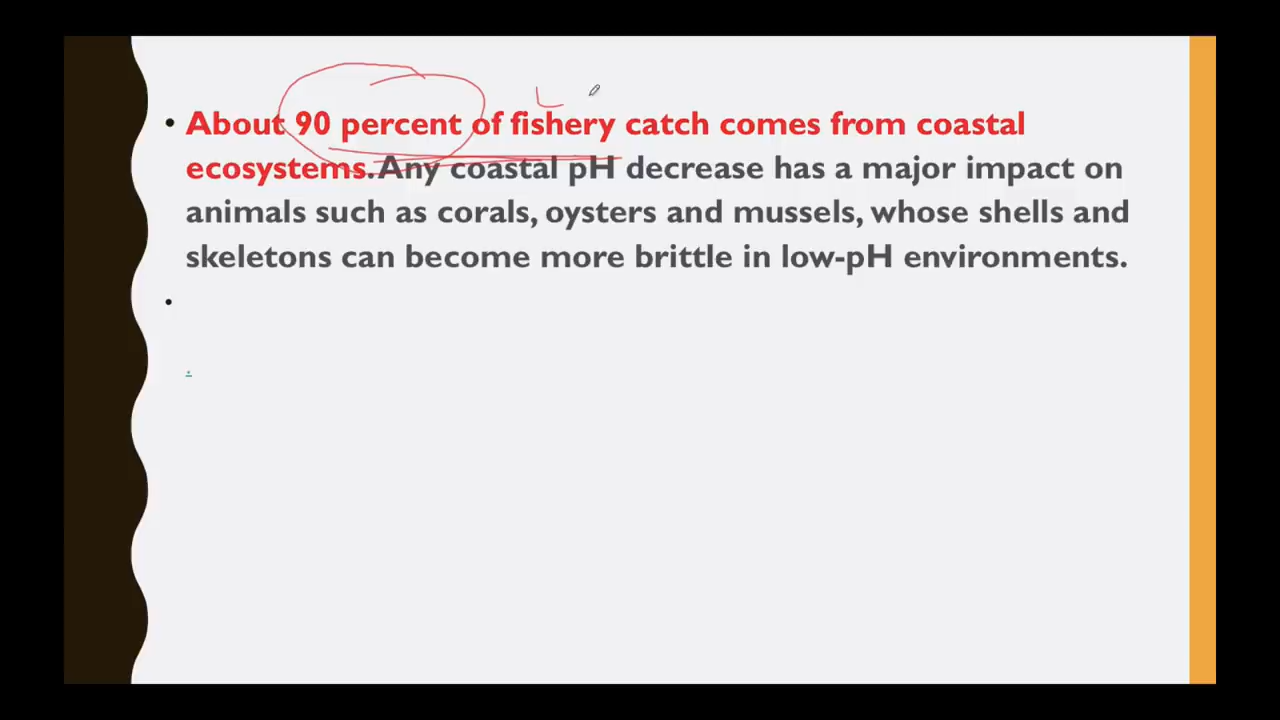 • About 90 percent of fishery catch comes from coastal
ecosystems. Any coastal pH decrease has a major impact on
animals such as corals, oysters and mussels, whose shells and
skeletons can become more brittle in low-pH environments.
•
.